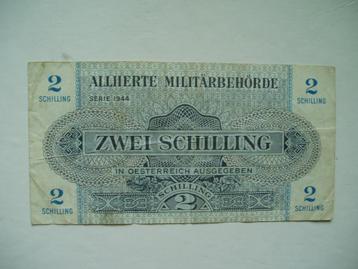 2 ALLIIERTE MILITÄRBEHÖRDE 2
SCHILLING SERIE 1944 SCHILLING
ZWEI SCHILLING
IN OESTERREICH AUSGEGEBEN
2 SCHILLING 2
SCHILLING 2 SCHILLING